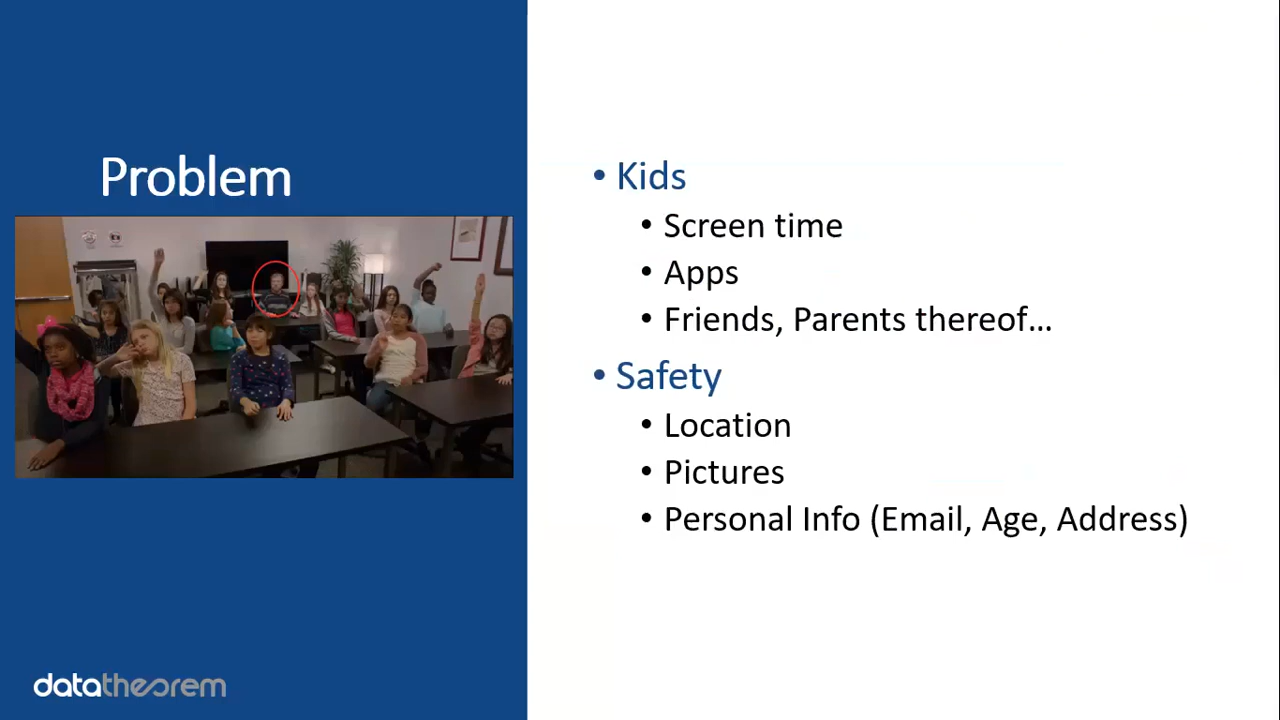 Problem
• Kids
• Screen time
• Apps
• Friends, Parents thereof...
• Safety
• Location
• Pictures
• Personal Info (Email, Age, Address)
datatheorem